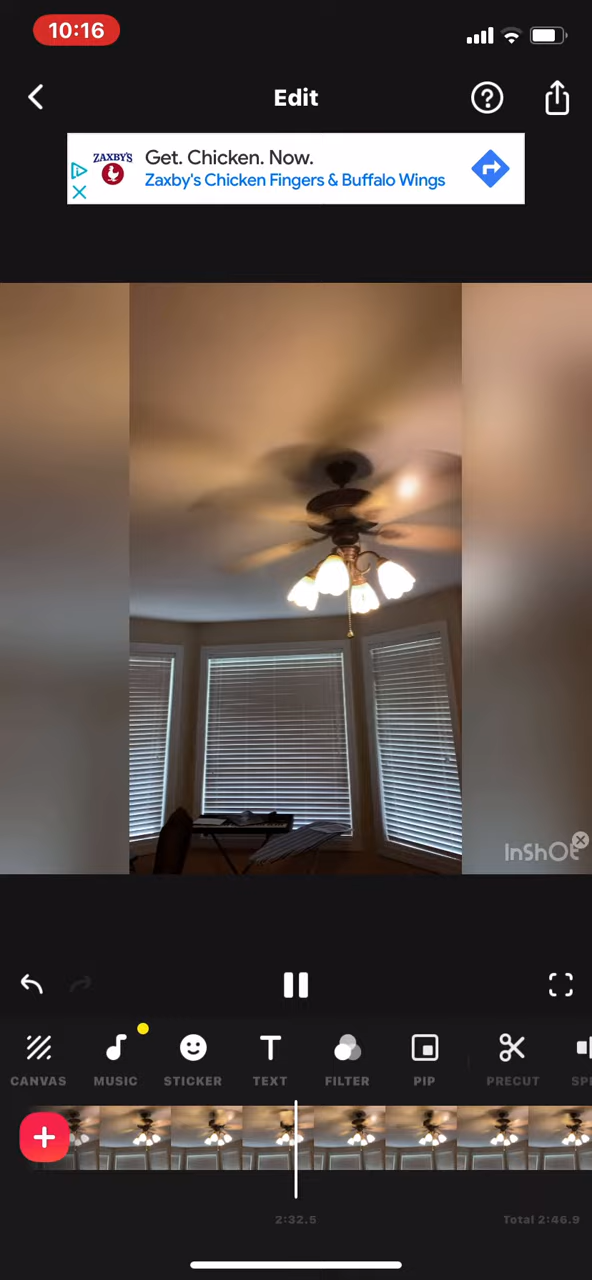 10:16
Edit
ZAXBY'S
Get. Chicken. Now.
Zaxby's Chicken Fingers & Buffalo Wings
InShOt
CANVAS MUSIC STICKER TEXT FILTER PIP PRECUT
2:32.5
Total 2:46.9